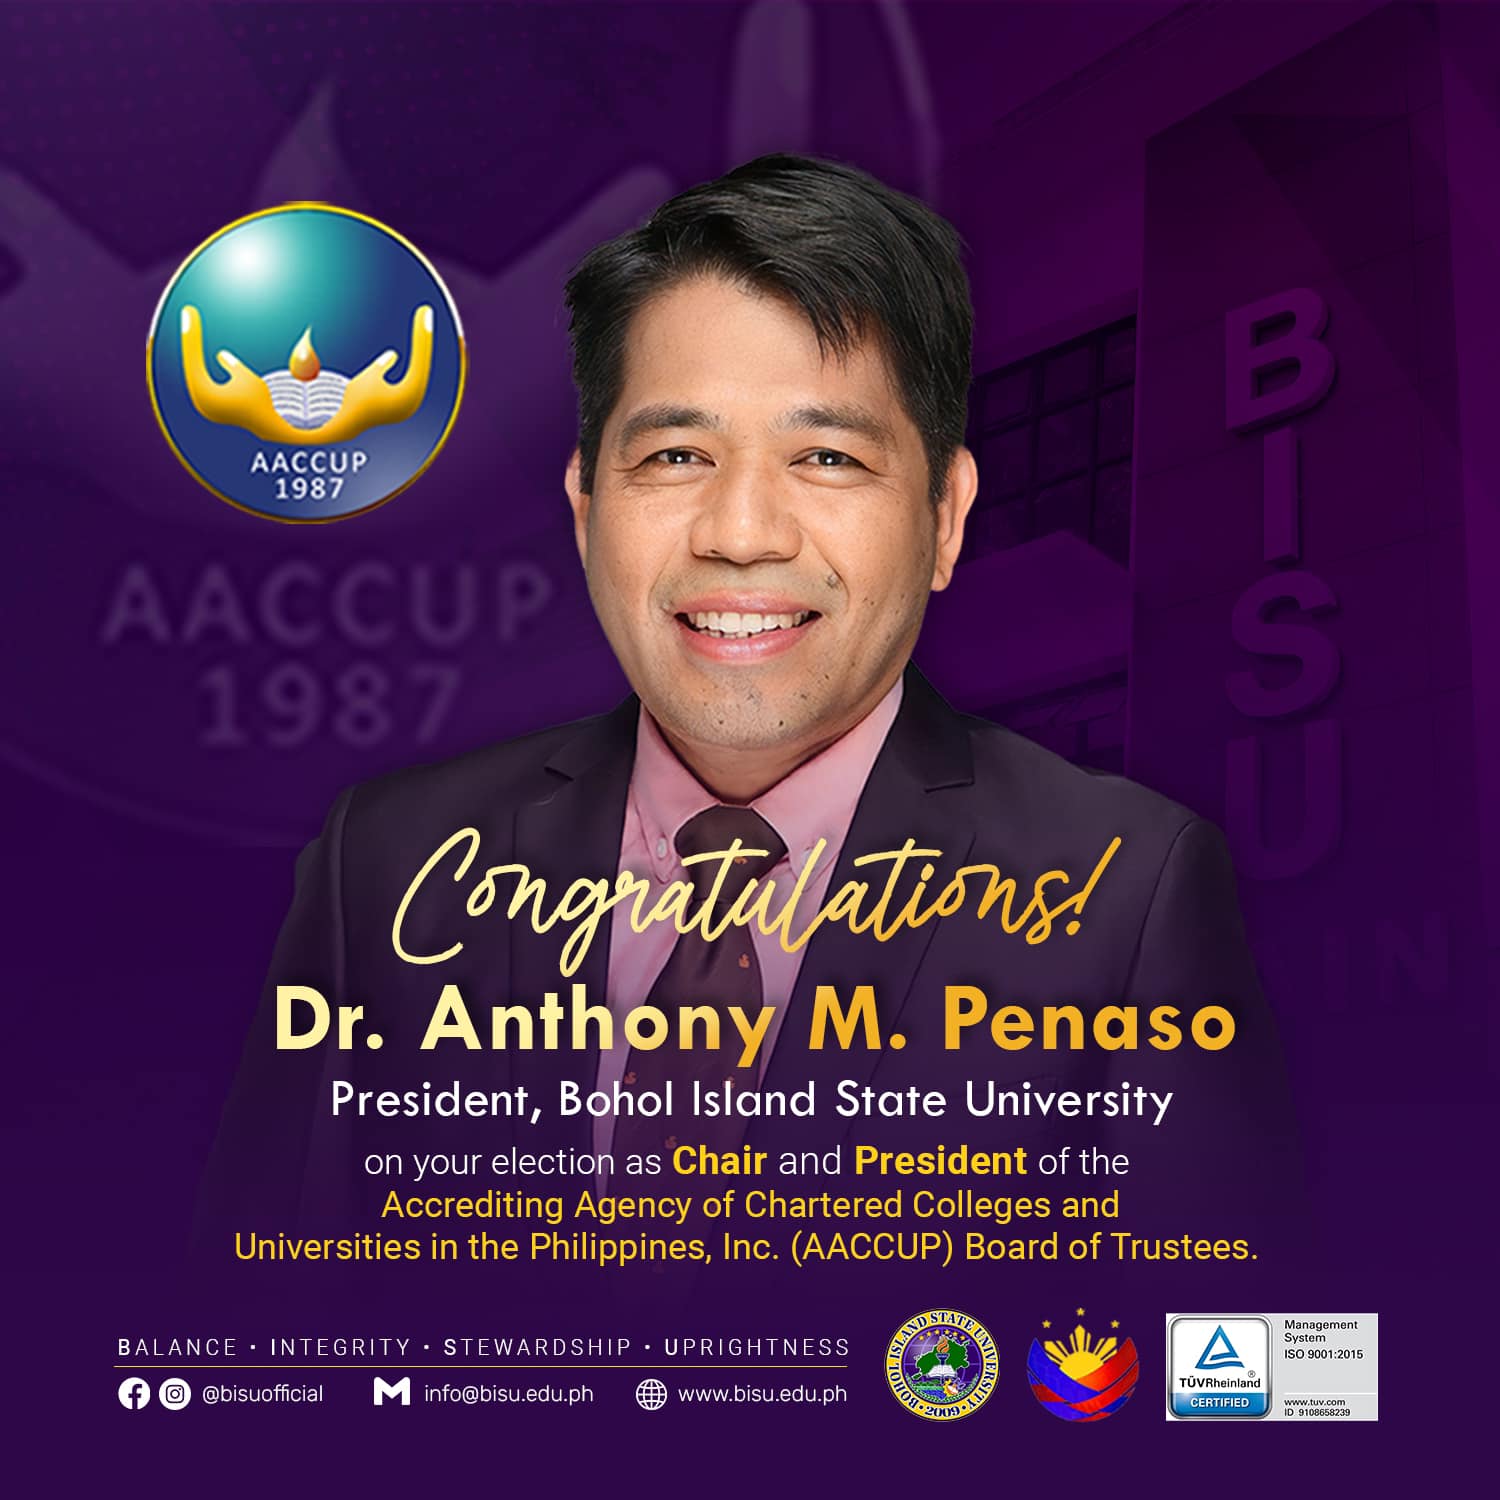 AACCUP
1987
AACCUP
1987
BISU
Congratulations!
Dr. Anthony M. Penaso
President, Bohol Island State University
on your election as Chair and President of the
Accrediting Agency of Chartered Colleges and
Universities in the Philippines, Inc. (AACCUP) Board of Trustees.
BALANCE • INTEGRITY • STEWARDSHIP • UPRIGHTNESS
@bisuofficial
info@bisu.edu.ph
www.bisu.edu.ph
BOHOL ISLAND STATE UNIVERSITY
• 2009 •
TÜVRheinland®
CERTIFIED
Management
System
ISO 9001:2015
www.tuv.com
ID 9108658239